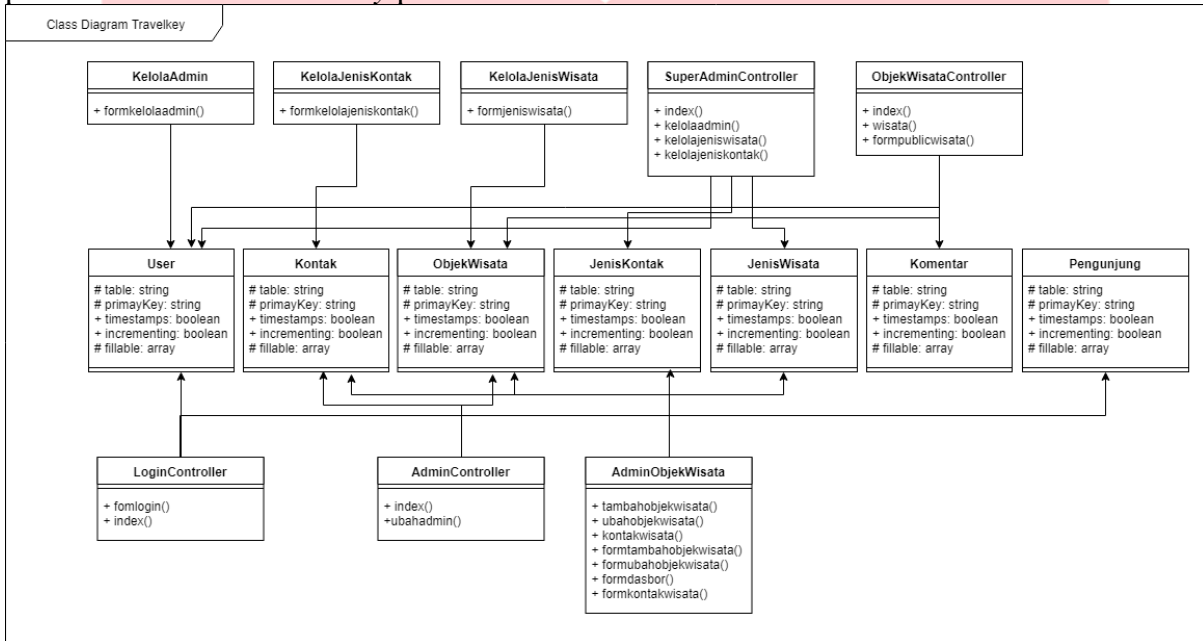 Class Diagram Travelkey
KelolaAdmin
+ formkelolaadmin()
KelolaJenisKontak
+ formkelolajeniskontak()
KelolaJenisWisata
+ formjeniswisata()
SuperAdminController
+ index()
+ kelolaadmin()
+ kelolajeniswisata()
+ kelolajeniskontak()
ObjekWisataController
+ index()
+ wisata()
+ formpublicwisata()
User
# table: string
# primayKey: string
+ timestamps: boolean
+ incrementing: boolean
# fillable: array
Kontak
# table: string
# primayKey: string
+ timestamps: boolean
+ incrementing: boolean
# fillable: array
ObjekWisata
# table: string
# primayKey: string
+ timestamps: boolean
+ incrementing: boolean
# fillable: array
JenisKontak
# table: string
# primayKey: string
+ timestamps: boolean
+ incrementing: boolean
# fillable: array
JenisWisata
# table: string
# primayKey: string
+ timestamps: boolean
+ incrementing: boolean
# fillable: array
Komentar
# table: string
# primayKey: string
+ timestamps: boolean
+ incrementing: boolean
# fillable: array
Pengunjung
# table: string
# primayKey: string
+ timestamps: boolean
+ incrementing: boolean
# fillable: array
LoginController
+ fomlogin()
+ index()
AdminController
+ index()
+ubahadmin()
AdminObjekWisata
+ tambahobjekwisata()
+ ubahobjekwisata()
+ kontakwisata()
+ formtambahobjekwisata()
+ formubahobjekwisata()
+ formdasbor()
+ formkontakwisata()